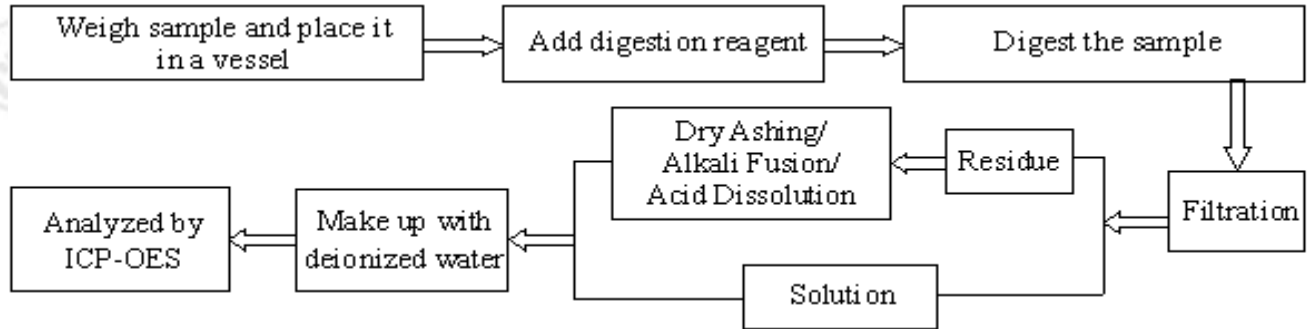 Weigh sample and place it
in a vessel
Add digestion reagent
Digest the sample
Filtration
Residue
Dry Ashing/
Alkali Fusion/
Acid Dissolution
Solution
Make up with
deionized water
Analyzed by
ICP-OES